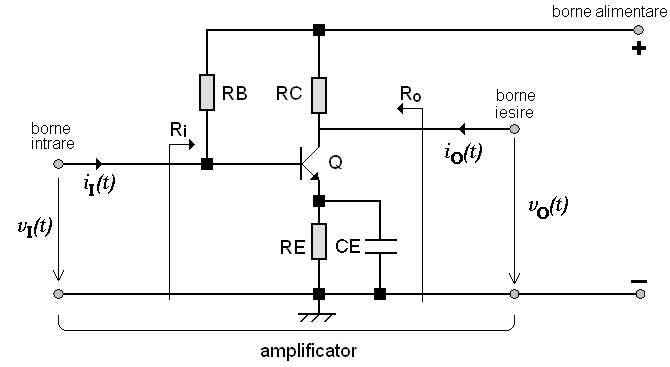 borne alimentare
+
RB
RC
Ro
borne
iesire
borne
intrare
Ri
iI(t)
Q
iO(t)
vI(t)
vO(t)
RE
CE
−
amplificator